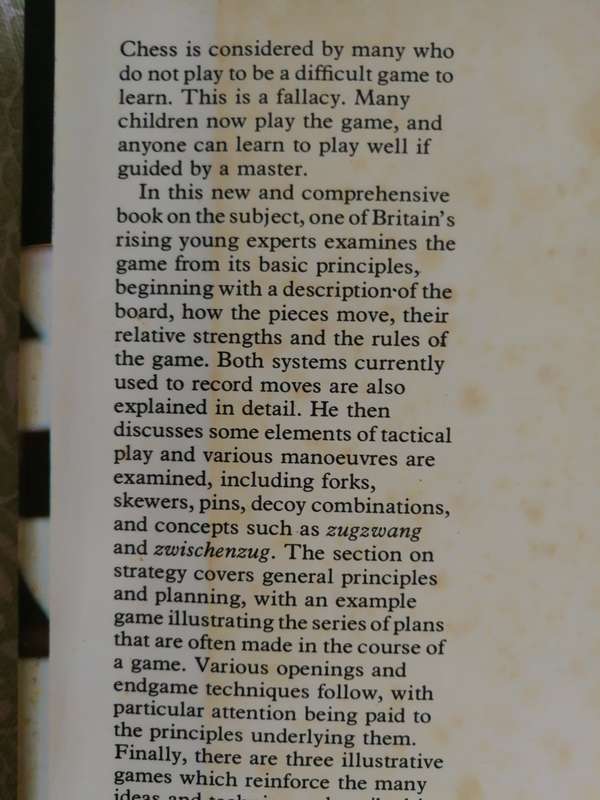 Chess is considered by many who
do not play to be a difficult game to
learn. This is a fallacy. Many
children now play the game, and
anyone can learn to play well if
guided by a master.
In this new and comprehensive
book on the subject, one of Britain's
rising young experts examines the
game from its basic principles,
beginning with a description of the
board, how the pieces move, their
relative strengths and the rules of
the game. Both systems currently
used to record moves are also
explained in detail. He then
discusses some elements of tactical
play and various manoeuvres are
examined, including forks,
skewers, pins, decoy combinations,
and concepts such as zugzwang
and zwischenzug. The section on
strategy covers general principles
and planning, with an example
game illustrating the series of plans
that are often made in the course of
a game. Various openings and
endgame techniques follow, with
particular attention being paid to
the principles underlying them.
Finally, there are three illustrative
games which reinforce the many
ideas and